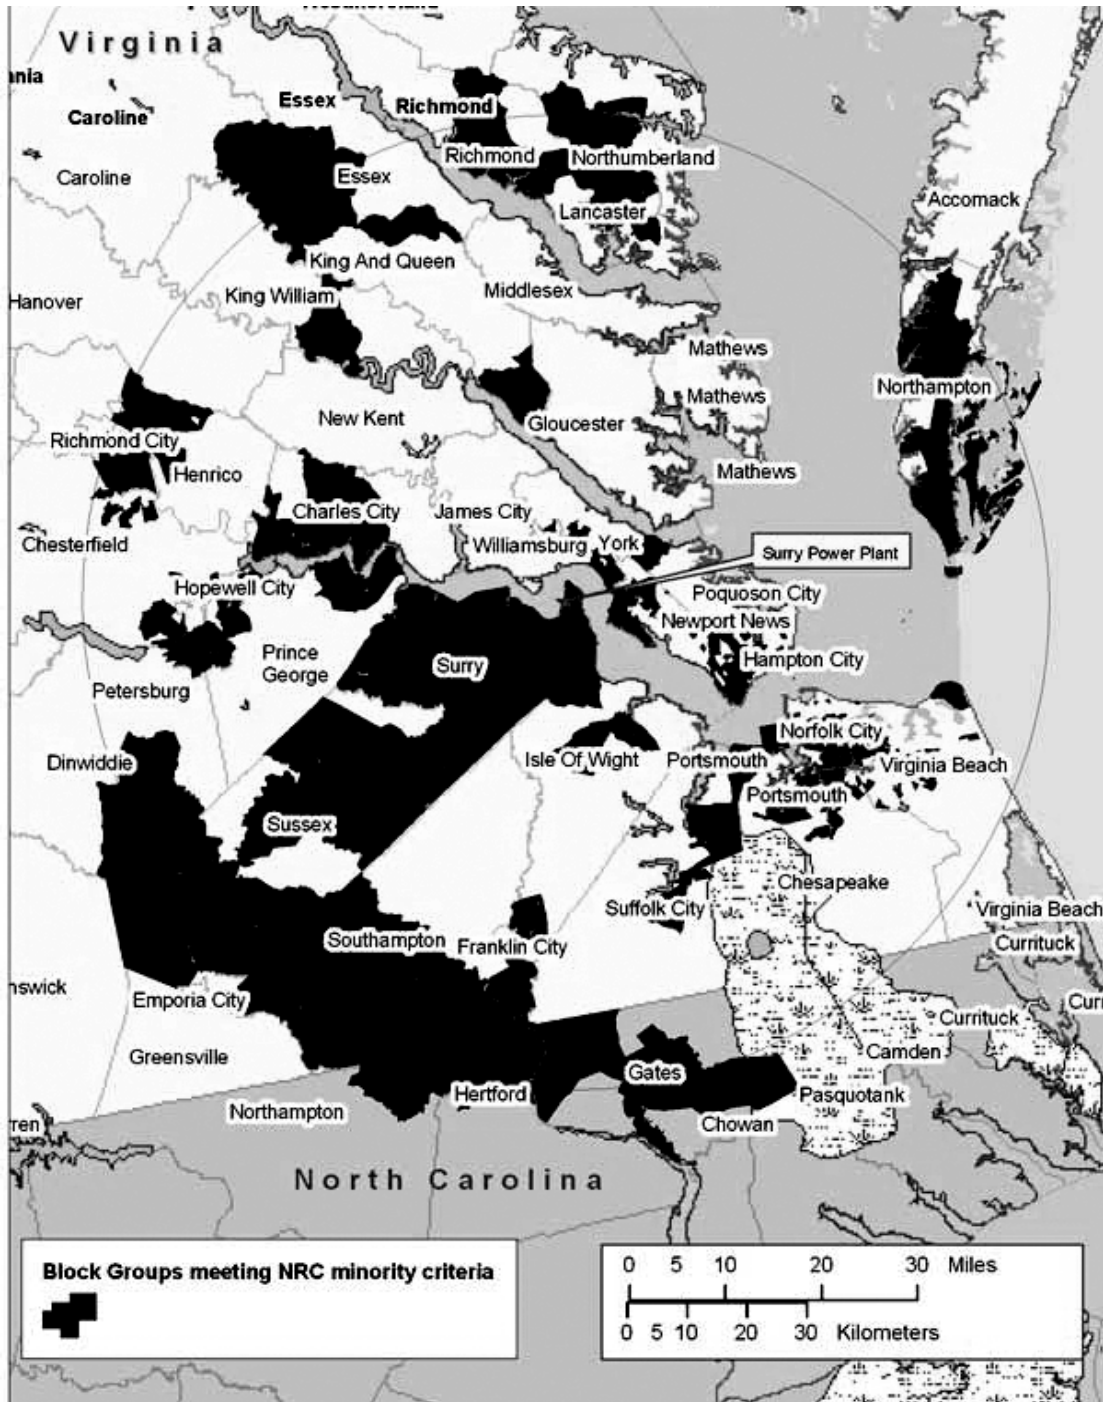 Virginia
Essex
Richmond
Caroline
Caroline
Richmond
Northumberland
Essex
Lancaster
Accomack
King And Queen
King William
Middlesex
Hanover
Mathews
Northampton
Mathews
New Kent
Gloucester
Richmond City
Henrico
Mathews
Charles City
James City
Chesterfield
Williamsburg
York
Surry Power Plant
Hopewell City
Poquoson City
Newport News
Prince
George
Surry
Hampton City
Petersburg
Norfolk City
Dinwiddie
Isle Of Wight
Portsmouth
Virginia Beach
Portsmouth
Sussex
Chesapeake
Suffolk City
Virginia Beach
Southampton
Franklin City
Currituck
nswick
Emporia City
Curri
Currituck
Greensville
Camden
Gates
Hertford
Pasquotank
Northampton
Chowan
ren
North Carolina
Block Groups meeting NRC minority criteria
0 5 10 20 30 Miles
0 5 10 20 30 Kilometers